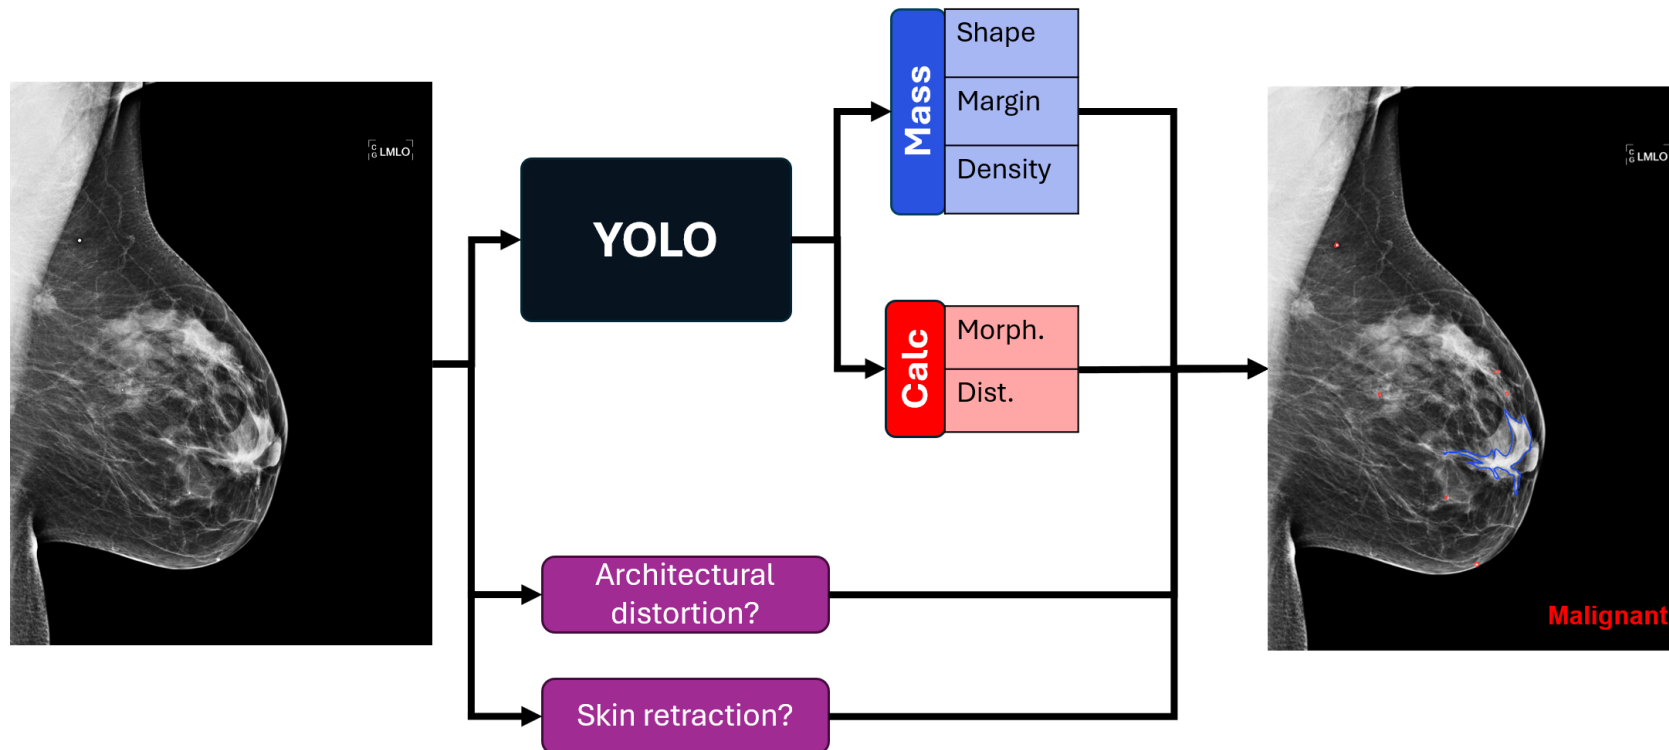 C
G LMLO
YOLO
Mass
Shape
Margin
Density
Calc
Morph.
Dist.
Architectural
distortion?
Skin retraction?
C
G LMLO
Malignant